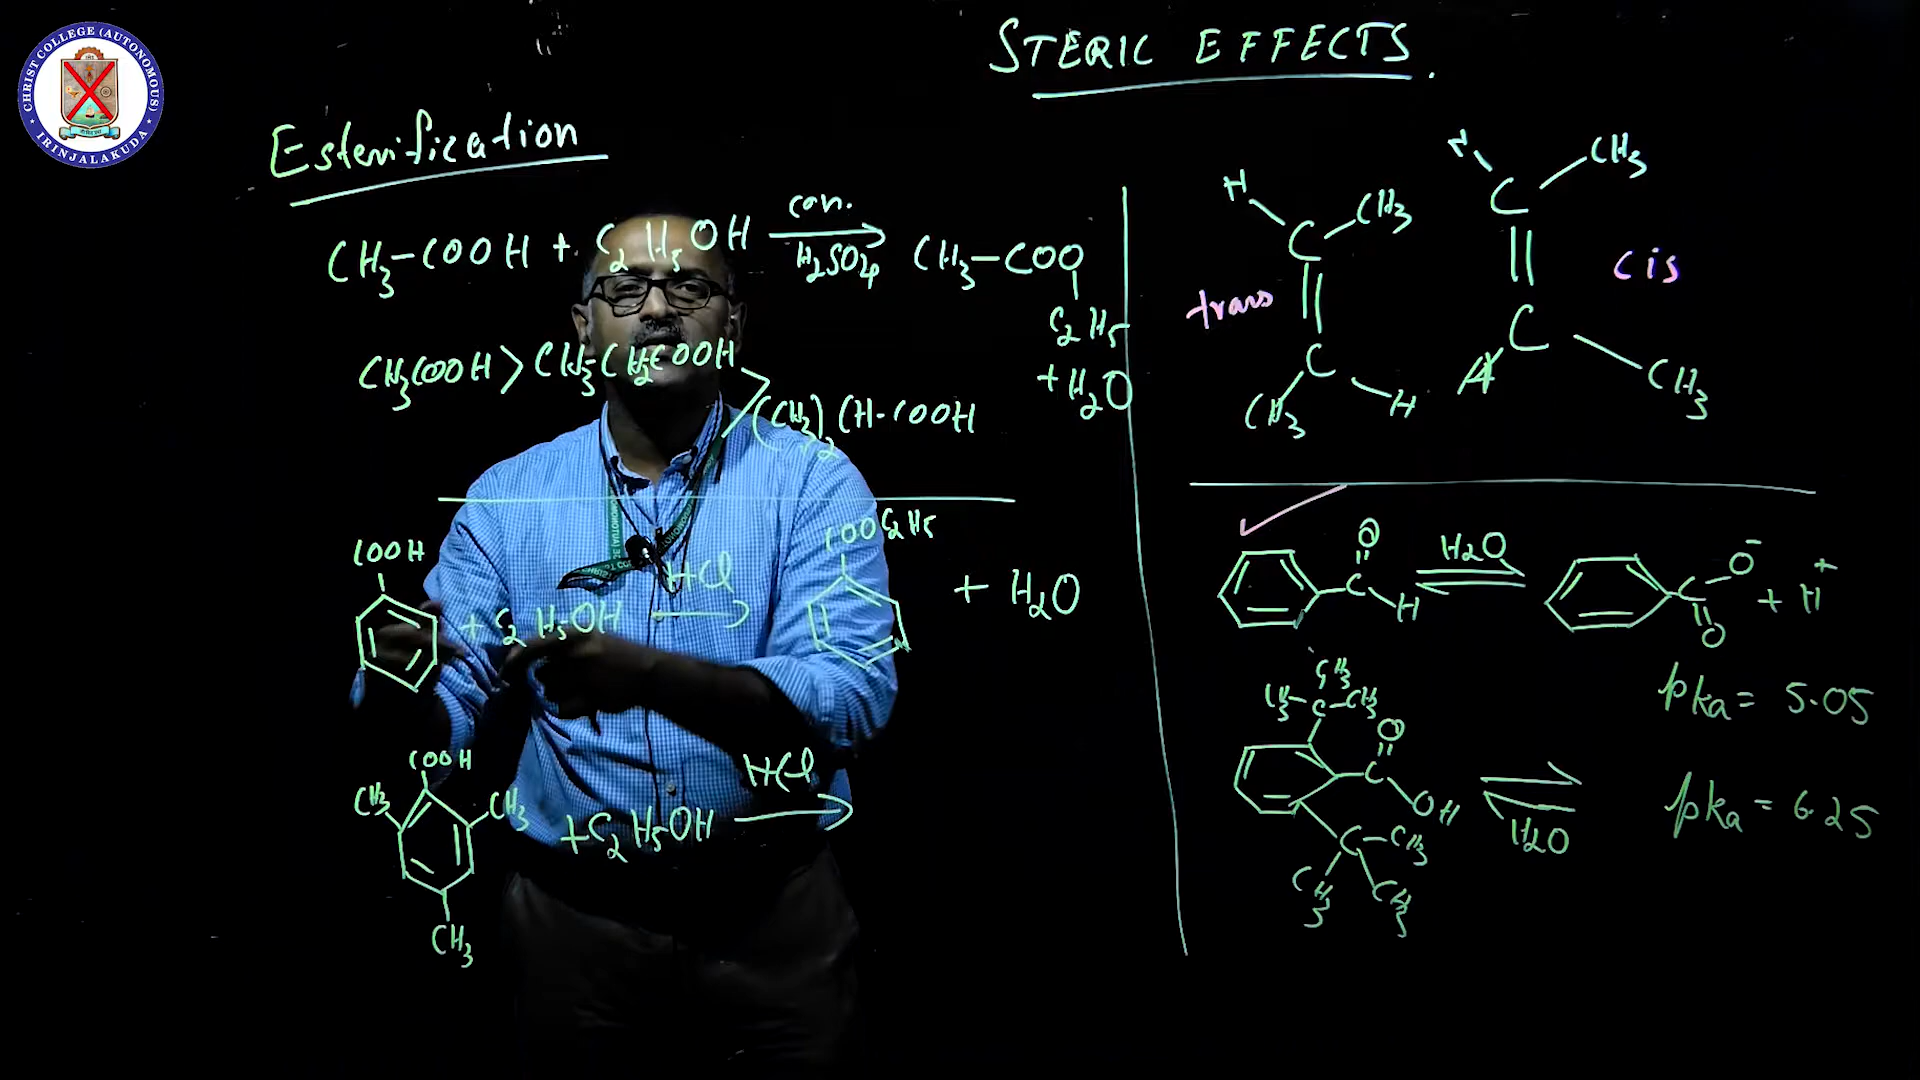 CHRIST COLLEGE (AUTONOMOUS)
IRINJALAKUDA
STERIC EFFECTS.
Esterification
CH3-COOH + C2H5OH con. H2SO4 CH3-COO
C2H5
+H2O
CH3COOH > CH3CH2COOH >
(CH3)2CH-COOH
COOH
+ C2H5OH
HCl
COOC2H5
+ H2O
COOH
CH3
CH3
CH3
+ C2H5OH
HCl
H
CH3
C
C
CH3
H
trans
CH3
C
C
CH3
cis
O
C
H
H2O
C
O-
O
+ H+
pka = 5.05
CH3
CH3-C-CH3
O
C
OH
C-CH3
CH3
CH3
H2O
pka = 6.25